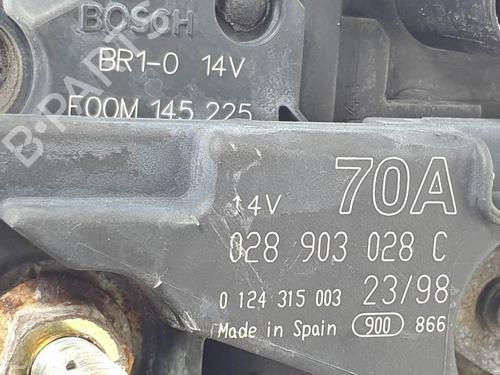 BOSCH
BR1-0 14V
F00M 145 225
B-PARTS
14V 70A
028 903 028 C
0 124 315 003 23/98
Made in Spain 900 866